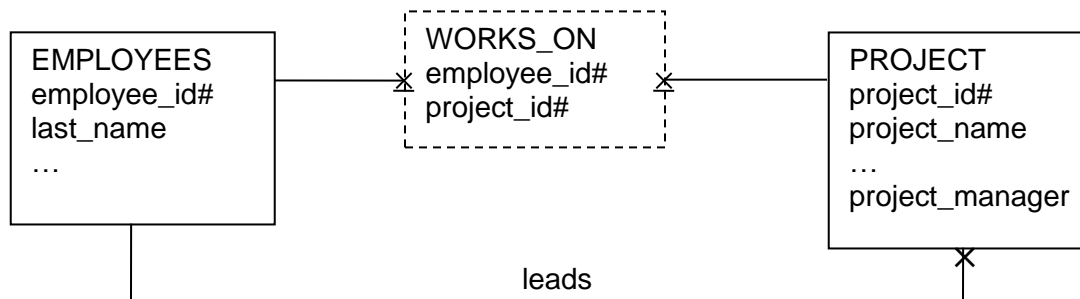 EMPLOYEES
employee_id#
last_name
…
WORKS_ON
employee_id#
project_id#
PROJECT
project_id#
project_name
…
project_manager
leads